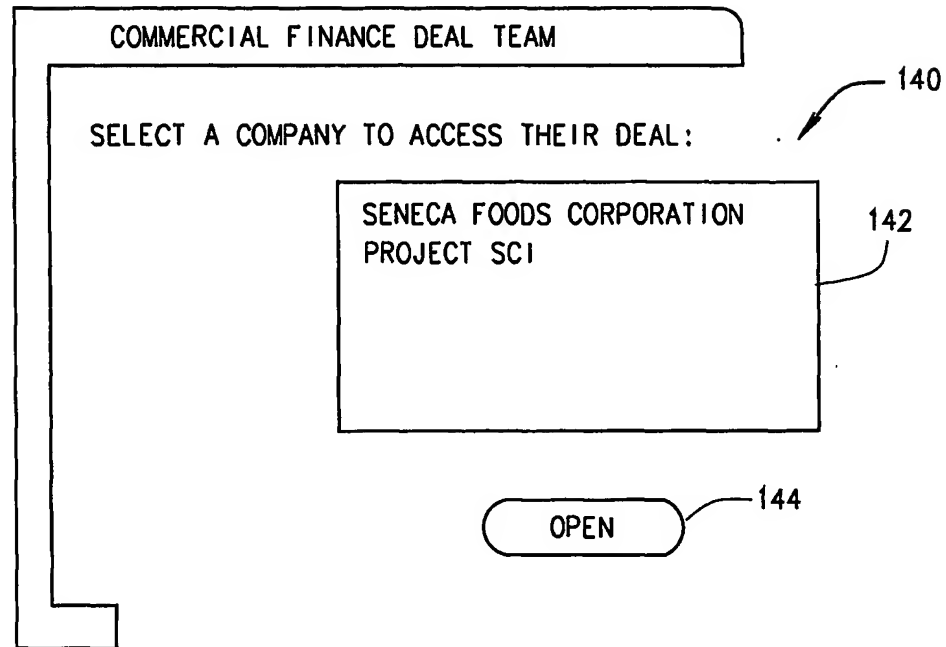 COMMERCIAL FINANCE DEAL TEAM
140
SELECT A COMPANY TO ACCESS THEIR DEAL:
SENECA FOODS CORPORATION
PROJECT SCI
142
OPEN
144